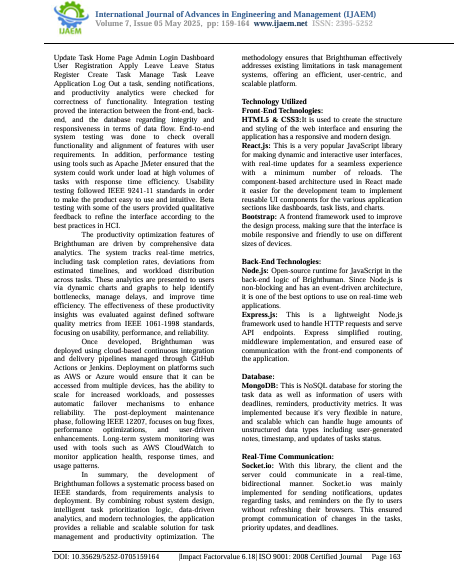 International Journal of Advances in Engineering and Management (IJAEM)
Volume 7, Issue 05 May 2025, pp: 159-164 www.ijaem.net ISSN: 2395-5252
IJAEM
Update Task Home Page Admin Login Dashboard
User Registration Apply Leave Leave Status
Register Create Task Manage Task Leave
Application Log Out a task, sending notifications,
and productivity analytics were checked for
correctness of functionality. Integration testing
proved the interaction between the front-end, back-
end, and the database regarding integrity and
responsiveness in terms of data flow. End-to-end
system testing was done to check overall
functionality and alignment of features with user
requirements. In addition, performance testing
using tools such as Apache JMeter ensured that the
system could work under load at high volumes of
tasks with response time efficiency. Usability
testing followed IEEE 9241-11 standards in order
to make the product easy to use and intuitive. Beta
testing with some of the users provided qualitative
feedback to refine the interface according to the
best practices in HCI.
The productivity optimization features of
Brighthuman are driven by comprehensive data
analytics. The system tracks real-time metrics,
including task completion rates, deviations from
estimated timelines, and workload distribution
across tasks. These analytics are presented to users
via dynamic charts and graphs to help identify
bottlenecks, manage delays, and improve time
efficiency. The effectiveness of these productivity
insights was evaluated against defined software
quality metrics from IEEE 1061-1998 standards,
focusing on usability, performance, and reliability.
Once developed, Brighthuman was
deployed using cloud-based continuous integration
and delivery pipelines managed through GitHub
Actions or Jenkins. Deployment on platforms such
as AWS or Azure would ensure that it can be
accessed from multiple devices, has the ability to
scale for increased workloads, and possesses
automatic failover mechanisms to enhance
reliability. The post-deployment maintenance
phase, following IEEE 12207, focuses on bug fixes,
performance optimizations, and user-driven
enhancements. Long-term system monitoring was
used with tools such as AWS CloudWatch to
monitor application health, response times, and
usage patterns.
In summary, the development of
Brighthuman follows a systematic process based on
IEEE standards, from requirements analysis to
deployment. By combining robust system design,
intelligent task prioritization logic, data-driven
analytics, and modern technologies, the application
provides a reliable and scalable solution for task
management and productivity optimization. The
methodology ensures that Brighthuman effectively
addresses existing limitations in task management
systems, offering an efficient, user-centric, and
scalable platform.
Technology Utilized
Front-End Technologies:
HTML5 & CSS3:It is used to create the structure
and styling of the web interface and ensuring the
application has a responsive and modern design.
React.js: This is a very popular JavaScript library
for making dynamic and interactive user interfaces,
with real-time updates for a seamless experience
with a minimum number of reloads. The
component-based architecture used in React made
it easier for the development team to implement
reusable UI components for the various application
sections like dashboards, task lists, and charts.
Bootstrap: A frontend framework used to improve
the design process, making sure that the interface is
mobile responsive and friendly to use on different
sizes of devices.
Back-End Technologies:
Node.js: Open-source runtime for JavaScript in the
back-end logic of Brighthuman. Since Node.js is
non-blocking and has an event-driven architecture,
it is one of the best options to use on real-time web
applications.
Express.js: This is a lightweight Node.js
framework used to handle HTTP requests and serve
API endpoints. Express simplified routing,
middleware implementation, and ensured ease of
communication with the front-end components of
the application.
Database:
MongoDB: This is NoSQL database for storing the
task data as well as information of users with
deadlines, reminders, productivity metrics. It was
implemented because it's very flexible in nature,
and scalable which can handle huge amounts of
unstructured data types including user-generated
notes, timestamp, and updates of tasks status.
Real-Time Communication:
Socket.io: With this library, the client and the
server could communicate in a real-time,
bidirectional manner. Socket.io was mainly
implemented for sending notifications, updates
regarding tasks, and reminders on the fly to users
without refreshing their browsers. This ensured
prompt communication of changes in the tasks,
priority updates, and deadlines.
DOI: 10.35629/5252-0705159164 |Impact Factorvalue 6.18| ISO 9001: 2008 Certified Journal Page 163